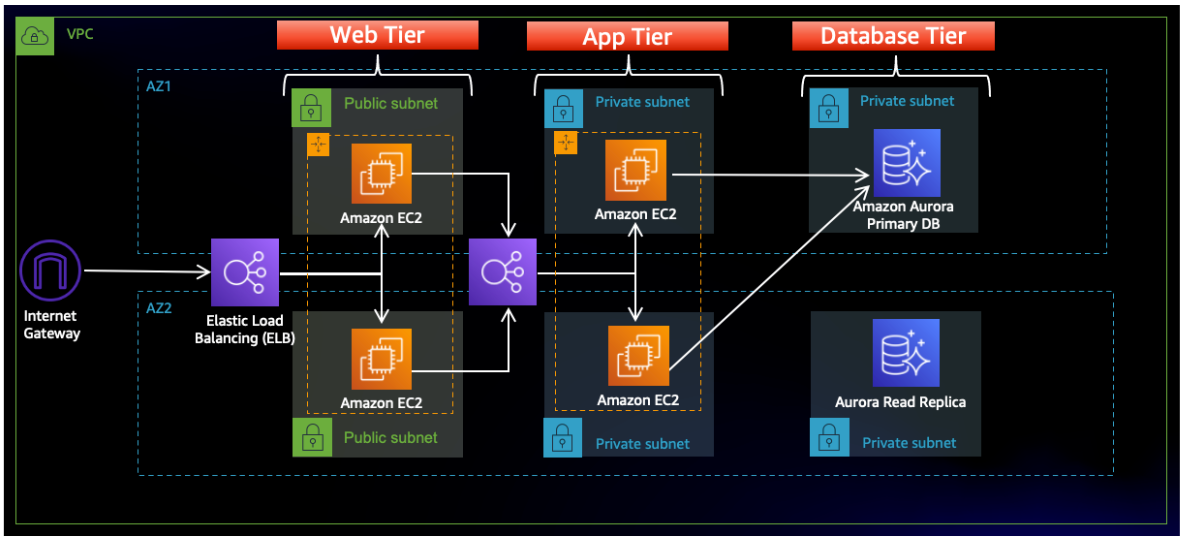 VPC
Web Tier
App Tier
Database Tier
AZ1
Public subnet
Private subnet
Private subnet
Amazon EC2
Amazon EC2
Amazon Aurora
Primary DB
Internet
Gateway
Elastic Load
Balancing (ELB)
AZ2
Amazon EC2
Amazon EC2
Aurora Read Replica
Public subnet
Private subnet
Private subnet